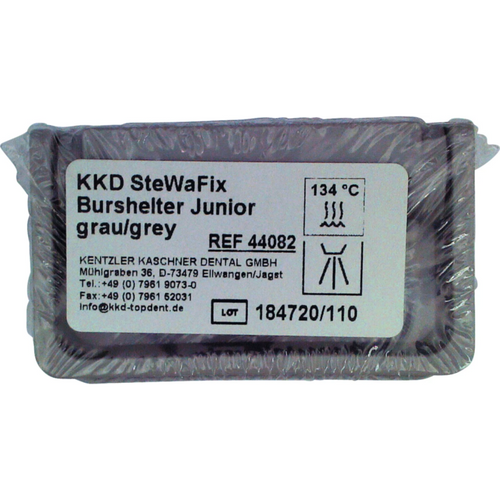 KKD SteWaFix
Burshelter Junior
grau/grey
REF 44082
134 °C
KENTZLER KASCHNER DENTAL GMBH
Mühlgraben 36, D-73479 Ellwangen/Jagst
Tel.:+49 (0) 7961 9073-0
Fax:+49 (0) 7961 52031
info@kkd-topdent.de
LOT 184720/110